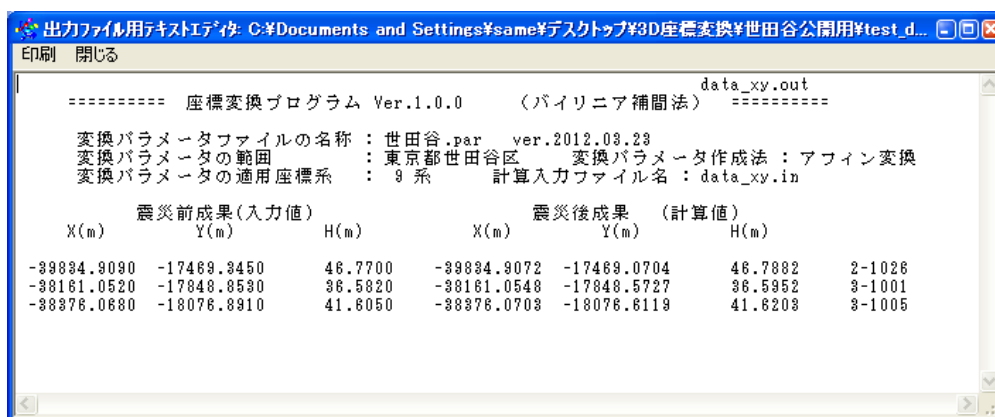 出力ファイル用テキストエディタ: C:¥Documents and Settings¥same¥デスクトップ¥3D座標変換¥世田谷公開用¥test_d...
印刷 閉じる
data_xy.out
========== 座標変換プログラム Ver.1.0.0 (バイリニア補間法) ==========
変換パラメータファイルの名称 : 世田谷.par ver.2012.03.23
変換パラメータの範囲 : 東京都世田谷区 変換パラメータ作成法 : アフィン変換
変換パラメータの適用座標系 : 9 系 計算入力ファイル名 : data_xy.in
震災前成果(入力値) 震災後成果 (計算値)
X(m) Y(m) H(m) X(m) Y(m) H(m)
-39834.9090 -17469.3450 46.7700 -39834.9072 -17469.0704 46.7882 2-1026
-38161.0520 -17848.8530 36.5820 -38161.0548 -17848.5727 36.5952 3-1001
-38376.0680 -18076.8910 41.6050 -38376.0703 -18076.6119 41.6203 3-1005